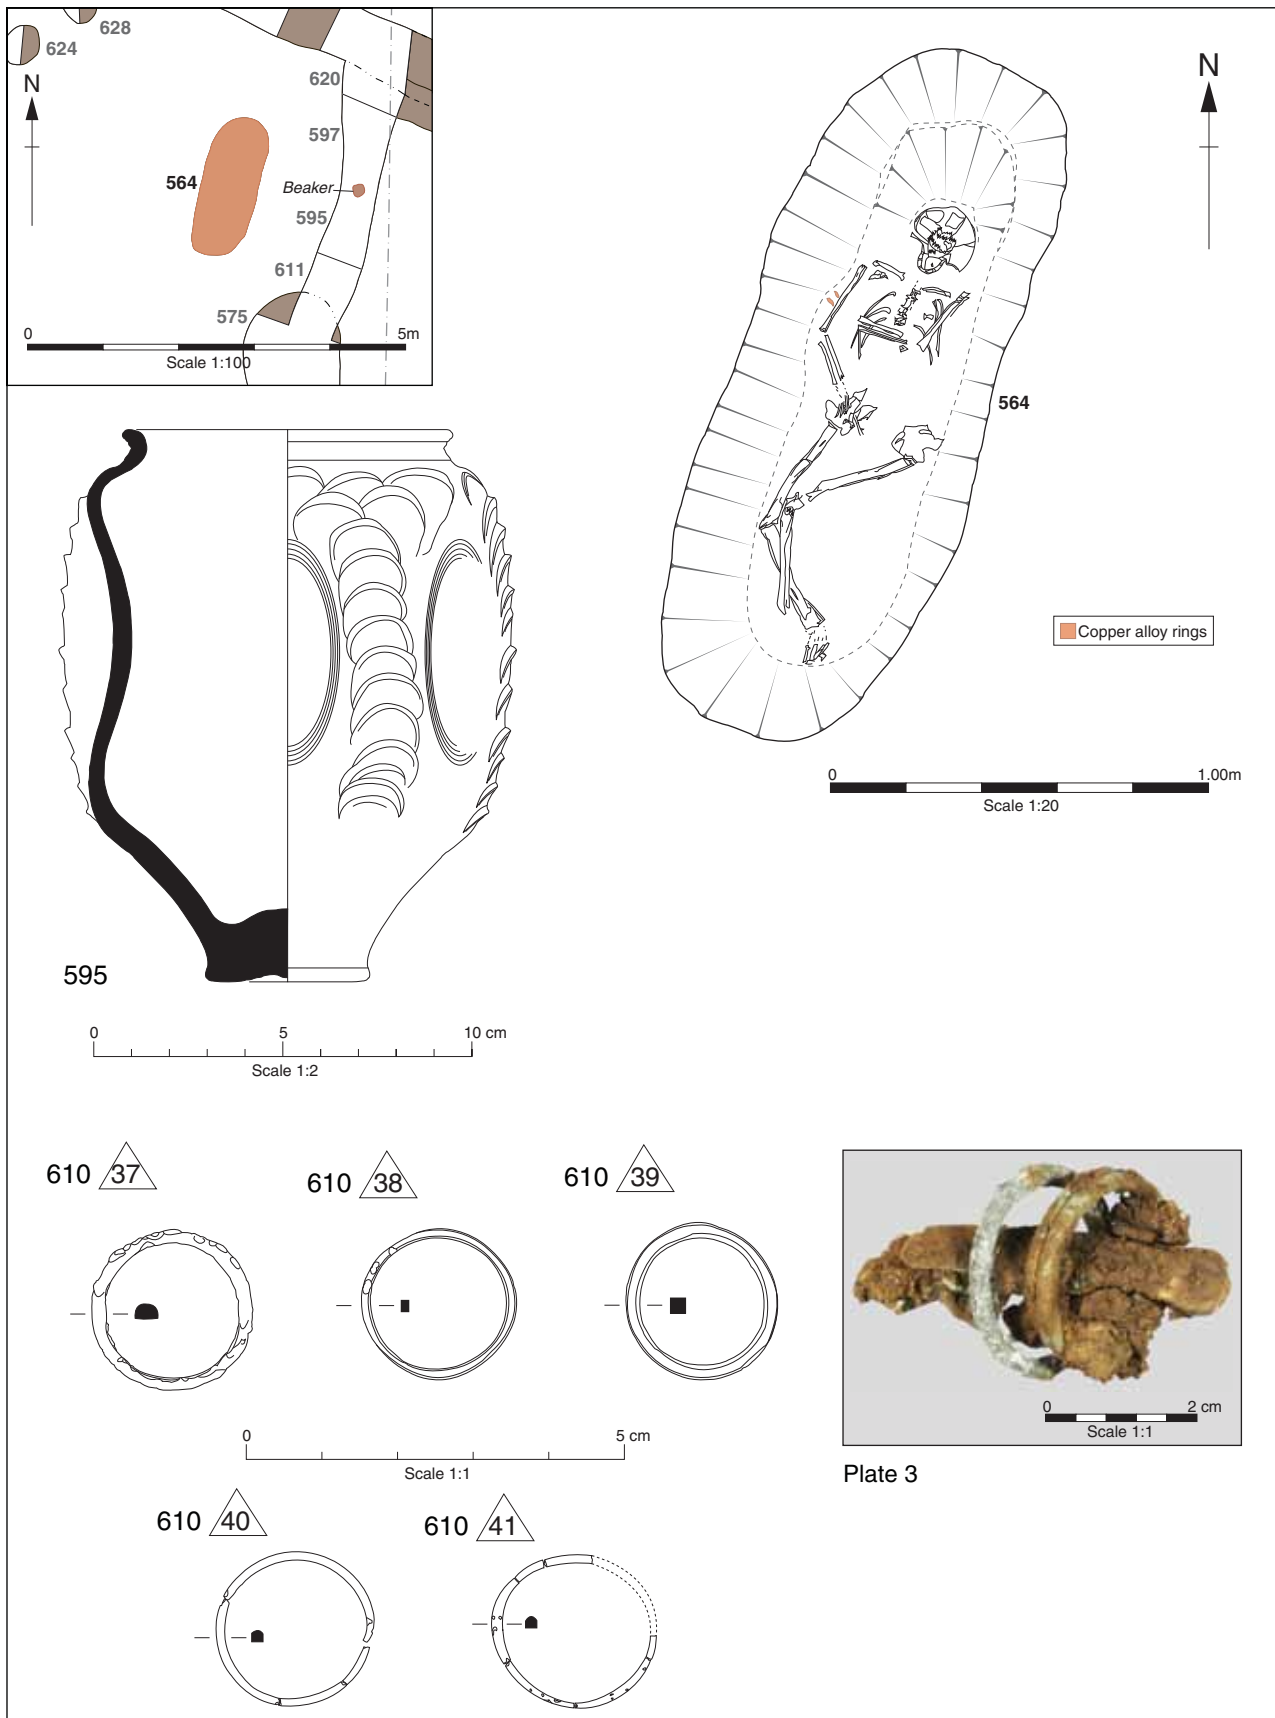 628
624
N
620
597
564
Beaker
595
611
575
0 5m
Scale 1:100
N
564
Copper alloy rings
0 1.00m
Scale 1:20
595
0 5 10 cm
Scale 1:2
610 37
610 38
610 39
0 5 cm
Scale 1:1
0 2 cm
Scale 1:1
Plate 3
610 40
610 41